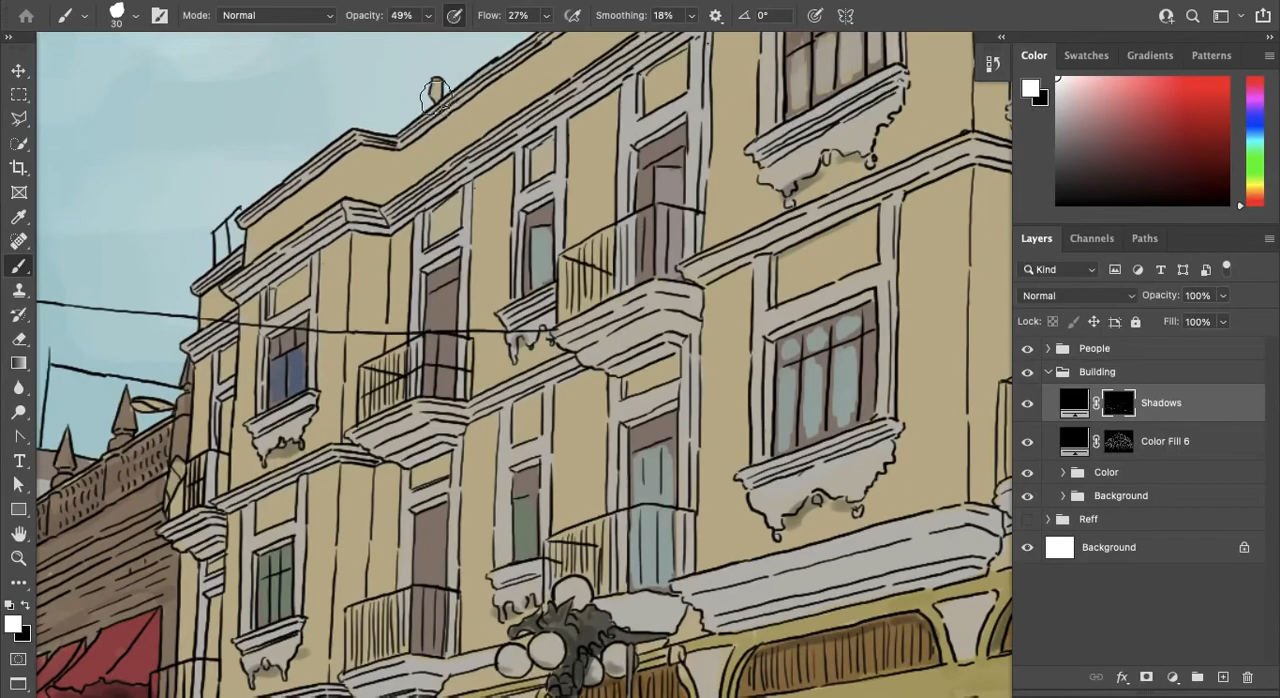 30 Mode: Normal Opacity: 49% Flow: 27% Smoothing: 18% 0°
Color Swatches Gradients Patterns
Layers Channels Paths
Kind
Normal Opacity: 100%
Lock: Fill: 100%
People
Building
Shadows
Color Fill 6
Color
Background
Reff
Background